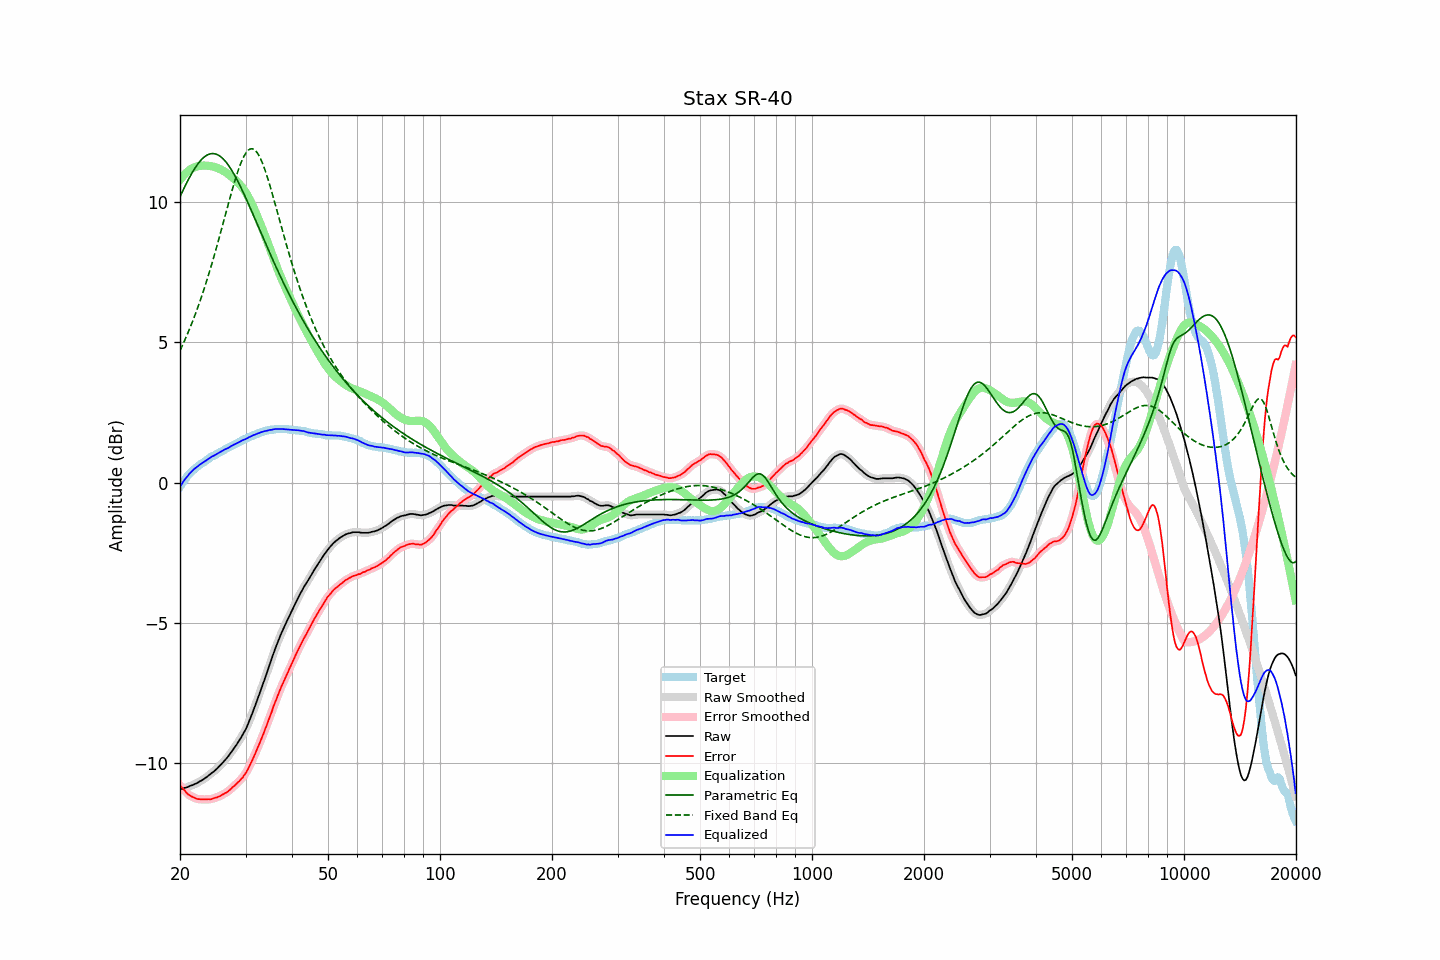 Stax SR-40
Amplitude (dBr)
10
5
0
−5
−10
20
50
100
200
500
1000
2000
5000
10000
20000
Frequency (Hz)
Target
Raw Smoothed
Error Smoothed
Raw
Error
Equalization
Parametric Eq
Fixed Band Eq
Equalized